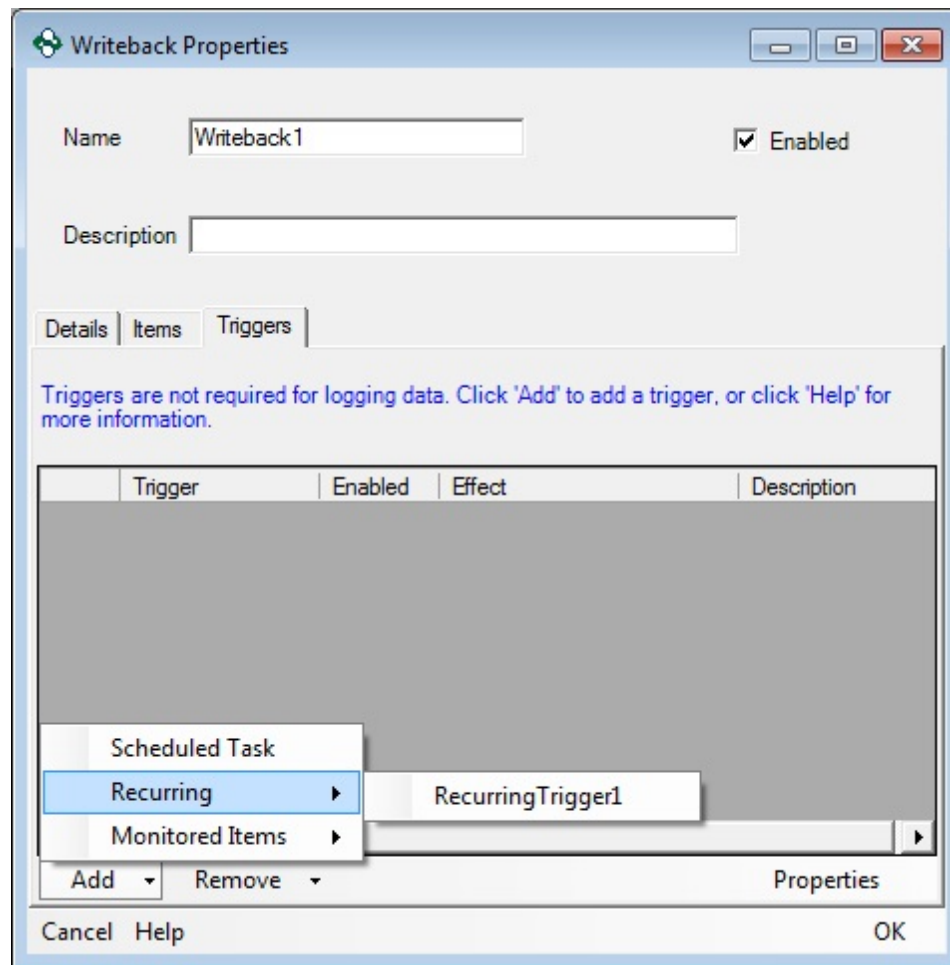 Writeback Properties
Name Writeback1 Enabled
Description
Details Items Triggers
Triggers are not required for logging data. Click 'Add' to add a trigger, or click 'Help' for
more information.
Trigger Enabled Effect Description
Scheduled Task
Recurring RecurringTrigger1
Monitored Items
Add Remove Properties
Cancel Help OK